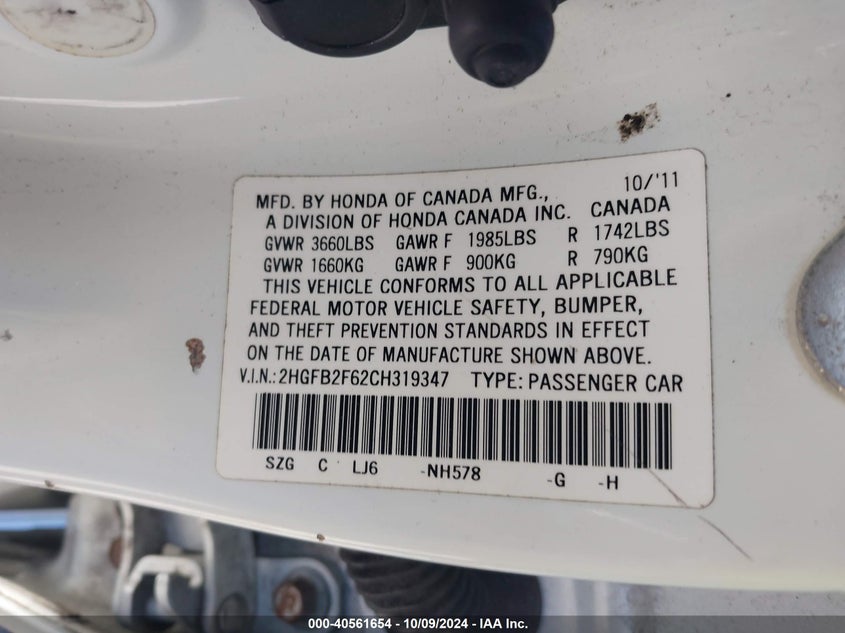 10/'11
MFD. BY HONDA OF CANADA MFG.,
A DIVISION OF HONDA CANADA INC. CANADA
GVWR 3660LBS GAWR F 1985LBS R 1742LBS
GVWR 1660KG GAWR F 900KG R 790KG
THIS VEHICLE CONFORMS TO ALL APPLICABLE
FEDERAL MOTOR VEHICLE SAFETY, BUMPER,
AND THEFT PREVENTION STANDARDS IN EFFECT
ON THE DATE OF MANUFACTURE SHOWN ABOVE.
V.I.N.: 2HGFB2F62CH319347 TYPE: PASSENGER CAR
SZG C LJ6 -NH578 -G -H
000-40561654 | 10/09/2024 - IAA Inc.